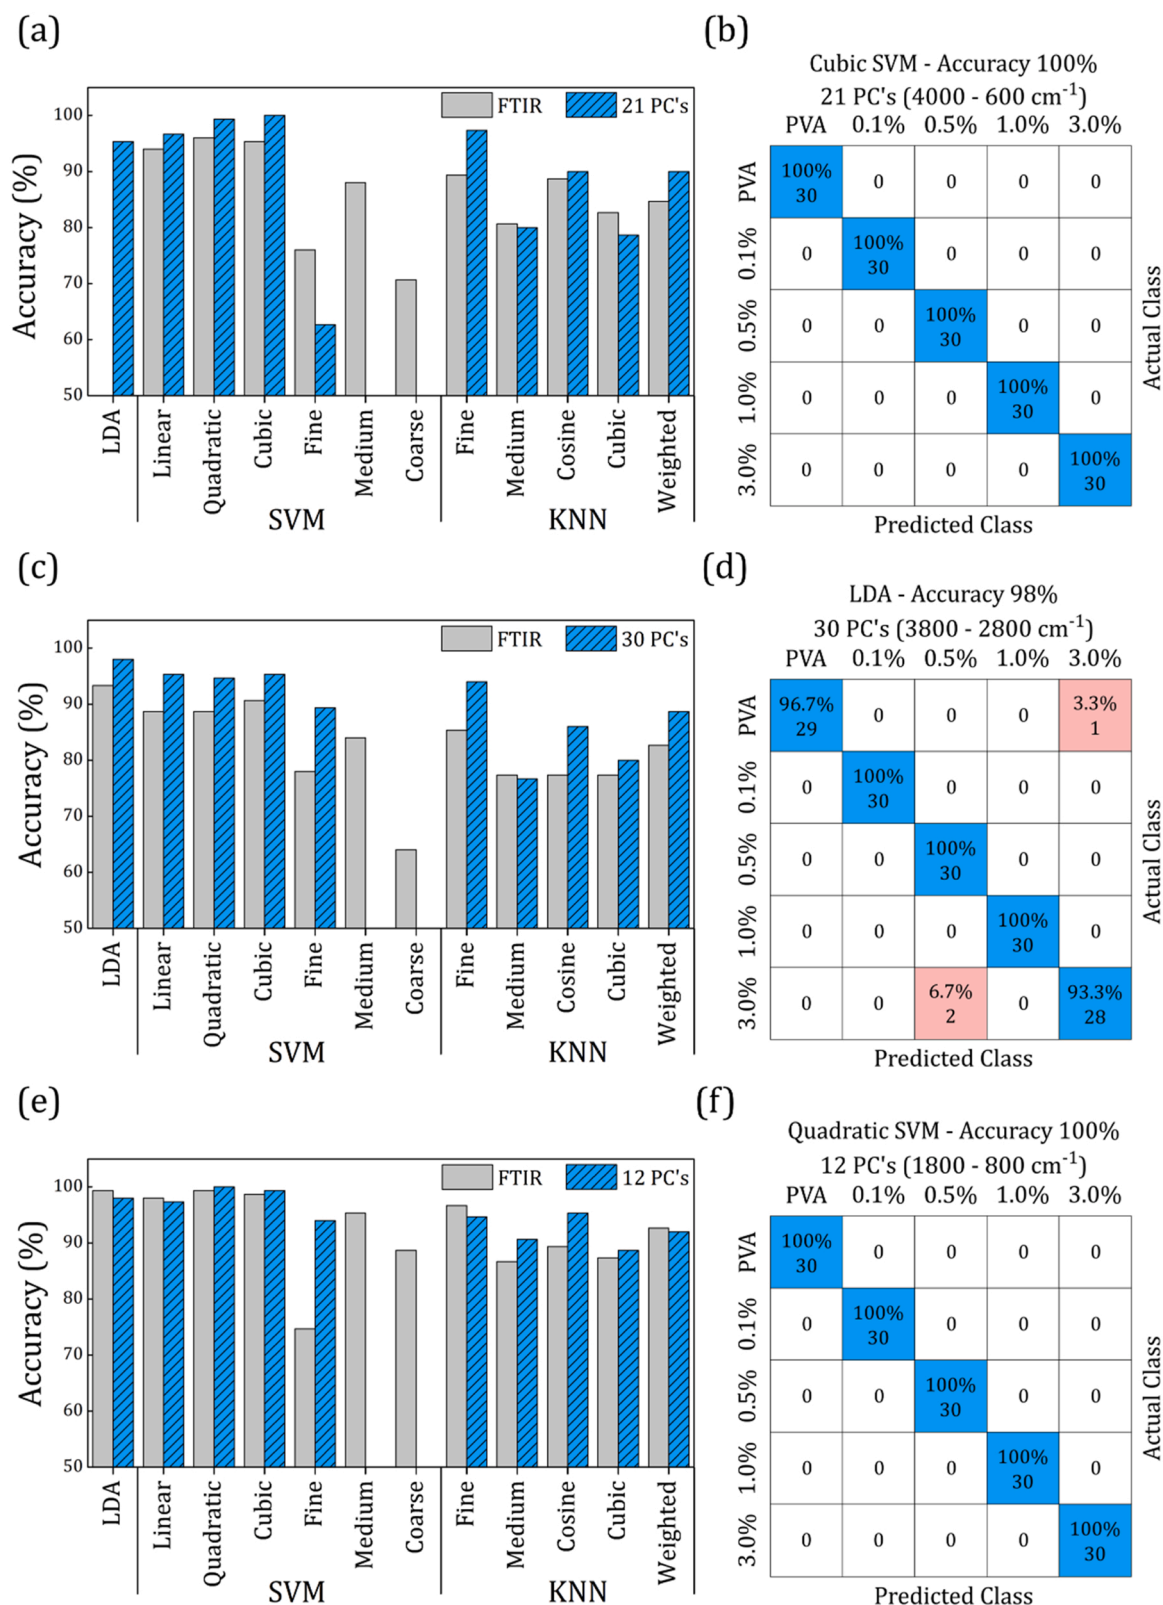 (a)
FTIR 21 PC's
Accuracy (%)
100
90
80
70
60
50
LDA Linear Quadratic Cubic Fine Medium Coarse Fine Medium Cosine Cubic Weighted
SVM KNN
(b)
Cubic SVM - Accuracy 100%
21 PC's (4000 - 600 cm⁻¹)
PVA 0.1% 0.5% 1.0% 3.0%
PVA 100% 0 0 0 0
30
0.1% 0 100% 0 0 0
30
0.5% 0 0 100% 0 0
30
1.0% 0 0 0 100% 0
30
3.0% 0 0 0 0 100%
30
Actual Class
Predicted Class
(c)
FTIR 30 PC's
Accuracy (%)
100
90
80
70
60
50
LDA Linear Quadratic Cubic Fine Medium Coarse Fine Medium Cosine Cubic Weighted
SVM KNN
(d)
LDA - Accuracy 98%
30 PC's (3800 - 2800 cm⁻¹)
PVA 0.1% 0.5% 1.0% 3.0%
PVA 96.7% 0 0 0 3.3%
29 1
0.1% 0 100% 0 0 0
30
0.5% 0 0 100% 0 0
30
1.0% 0 0 0 100% 0
30
3.0% 0 0 6.7% 0 93.3%
2 28
Actual Class
Predicted Class
(e)
FTIR 12 PC's
Accuracy (%)
100
90
80
70
60
50
LDA Linear Quadratic Cubic Fine Medium Coarse Fine Medium Cosine Cubic Weighted
SVM KNN
(f)
Quadratic SVM - Accuracy 100%
12 PC's (1800 - 800 cm⁻¹)
PVA 0.1% 0.5% 1.0% 3.0%
PVA 100% 0 0 0 0
30
0.1% 0 100% 0 0 0
30
0.5% 0 0 100% 0 0
30
1.0% 0 0 0 100% 0
30
3.0% 0 0 0 0 100%
30
Actual Class
Predicted Class